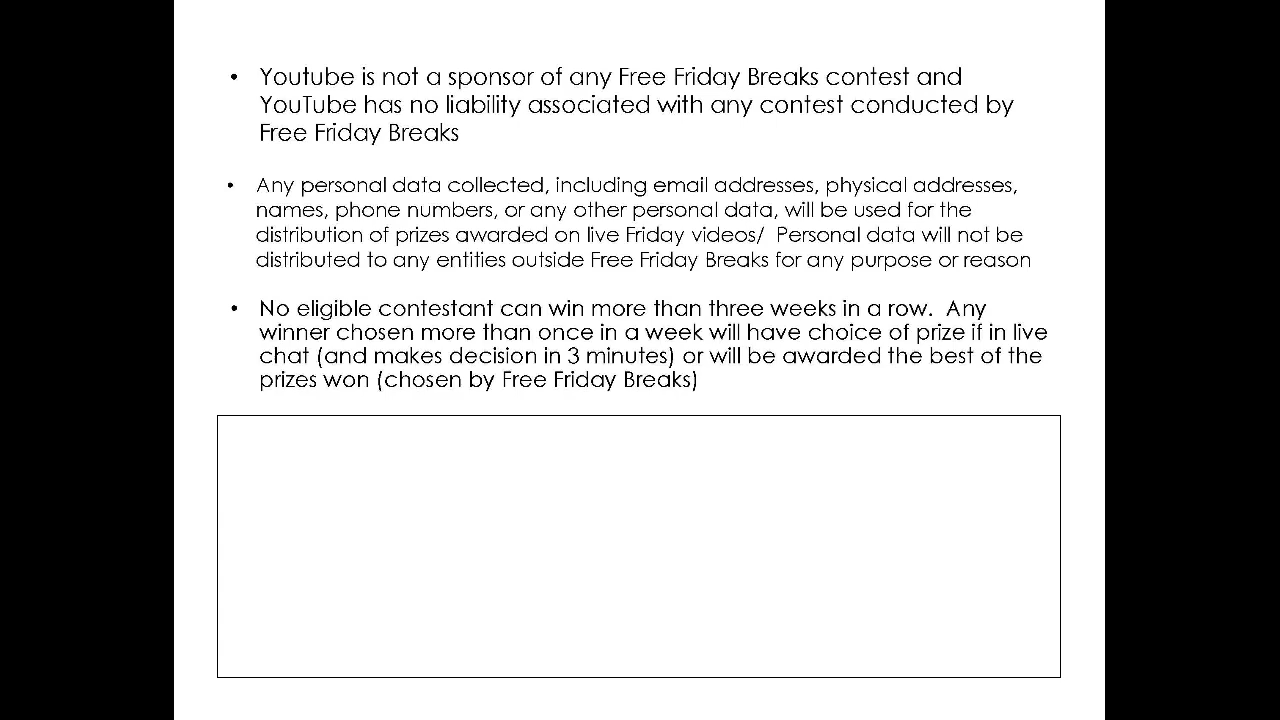 • Youtube is not a sponsor of any Free Friday Breaks contest and
YouTube has no liability associated with any contest conducted by
Free Friday Breaks
• Any personal data collected, including email addresses, physical addresses,
names, phone numbers, or any other personal data, will be used for the
distribution of prizes awarded on live Friday videos/  Personal data will not be
distributed to any entities outside Free Friday Breaks for any purpose or reason
• No eligible contestant can win more than three weeks in a row.  Any
winner chosen more than once in a week will have choice of prize if in live
chat (and makes decision in 3 minutes) or will be awarded the best of the
prizes won (chosen by Free Friday Breaks)